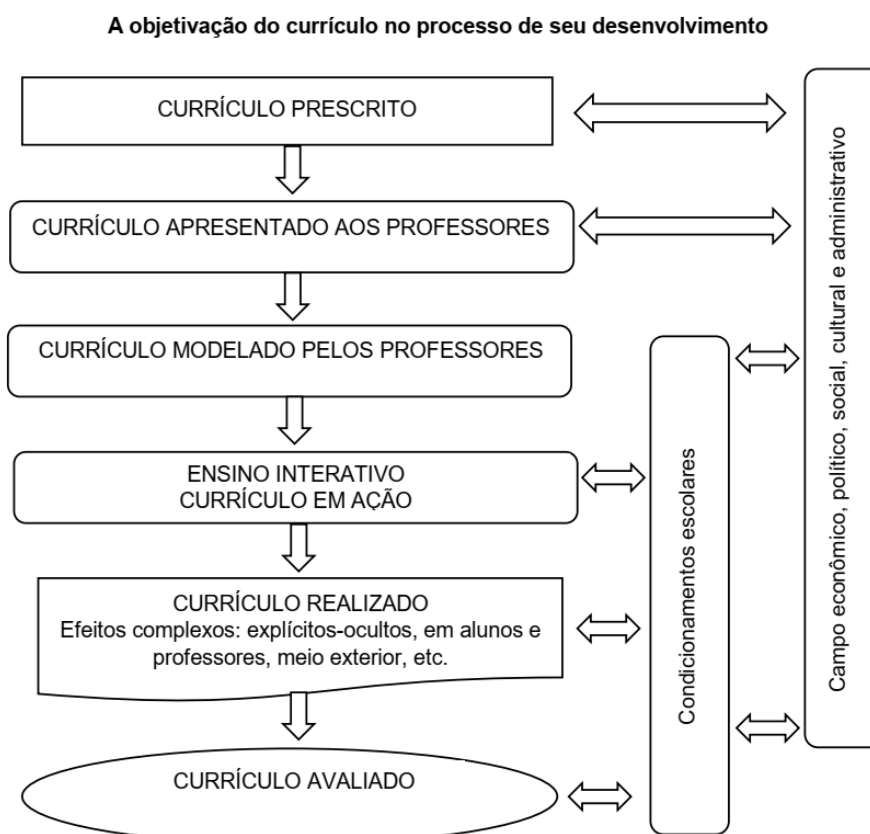 A objetivação do currículo no processo de seu desenvolvimento
CURRÍCULO PRESCRITO
CURRÍCULO APRESENTADO AOS PROFESSORES
CURRÍCULO MODELADO PELOS PROFESSORES
ENSINO INTERATIVO
CURRÍCULO EM AÇÃO
CURRÍCULO REALIZADO
Efeitos complexos: explícitos-ocultos, em alunos e
professores, meio exterior, etc.
CURRÍCULO AVALIADO
Condicionamentos escolares
Campo econômico, político, social, cultural e administrativo